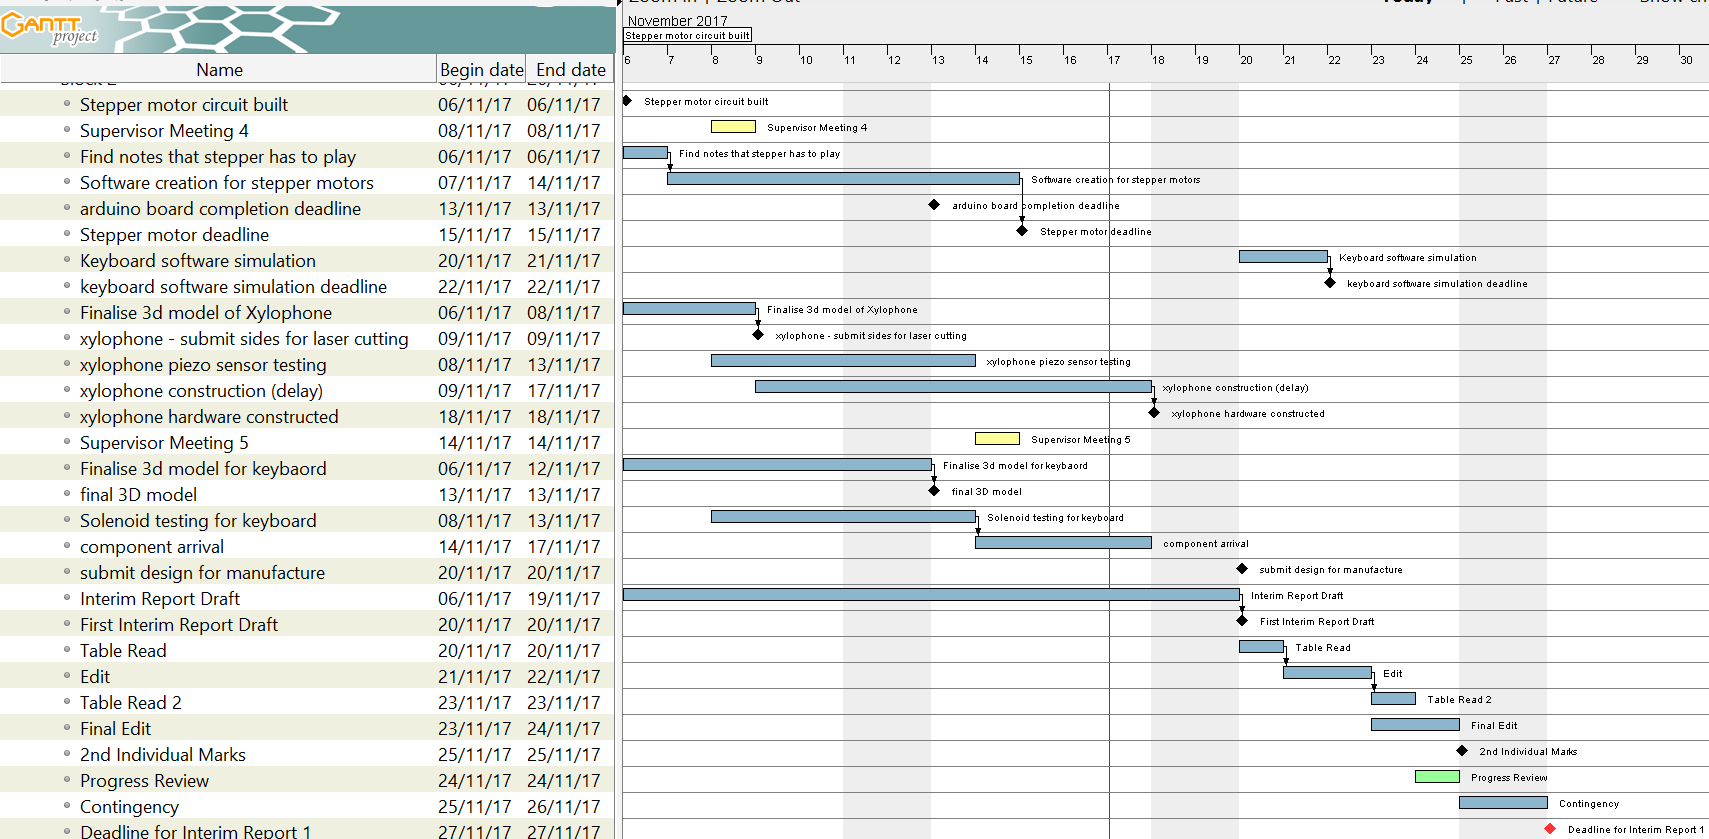 Zoom In | Zoom Out Today | Past | Future
GANTT
project
November 2017
Stepper motor circuit built
Name Begin date End date
6 7 8 9 10 11 12 13 14 15 16 17 18 19 20 21 22 23 24 25 26 27 28 29 30
Stepper motor circuit built 06/11/17 06/11/17 Stepper motor circuit built
Supervisor Meeting 4 08/11/17 08/11/17 Supervisor Meeting 4
Find notes that stepper has to play 06/11/17 06/11/17 Find notes that stepper has to play
Software creation for stepper motors 07/11/17 14/11/17 Software creation for stepper motors
arduino board completion deadline 13/11/17 13/11/17 arduino board completion deadline
Stepper motor deadline 15/11/17 15/11/17 Stepper motor deadline
Keyboard software simulation 20/11/17 21/11/17 Keyboard software simulation
keyboard software simulation deadline 22/11/17 22/11/17 keyboard software simulation deadline
Finalise 3d model of Xylophone 06/11/17 08/11/17 Finalise 3d model of Xylophone
xylophone - submit sides for laser cutting 09/11/17 09/11/17 xylophone - submit sides for laser cutting
xylophone piezo sensor testing 08/11/17 13/11/17 xylophone piezo sensor testing
xylophone construction (delay) 09/11/17 17/11/17 xylophone construction (delay)
xylophone hardware constructed 18/11/17 18/11/17 xylophone hardware constructed
Supervisor Meeting 5 14/11/17 14/11/17 Supervisor Meeting 5
Finalise 3d model for keybaord 06/11/17 12/11/17 Finalise 3d model for keybaord
final 3D model 13/11/17 13/11/17 final 3D model
Solenoid testing for keyboard 08/11/17 13/11/17 Solenoid testing for keyboard
component arrival 14/11/17 17/11/17 component arrival
submit design for manufacture 20/11/17 20/11/17 submit design for manufacture
Interim Report Draft 06/11/17 19/11/17 Interim Report Draft
First Interim Report Draft 20/11/17 20/11/17 First Interim Report Draft
Table Read 20/11/17 20/11/17 Table Read
Edit 21/11/17 22/11/17 Edit
Table Read 2 23/11/17 23/11/17 Table Read 2
Final Edit 23/11/17 24/11/17 Final Edit
2nd Individual Marks 25/11/17 25/11/17 2nd Individual Marks
Progress Review 24/11/17 24/11/17 Progress Review
Contingency 25/11/17 26/11/17 Contingency
Deadline for Interim Report 1 27/11/17 27/11/17 Deadline for Interim Report 1